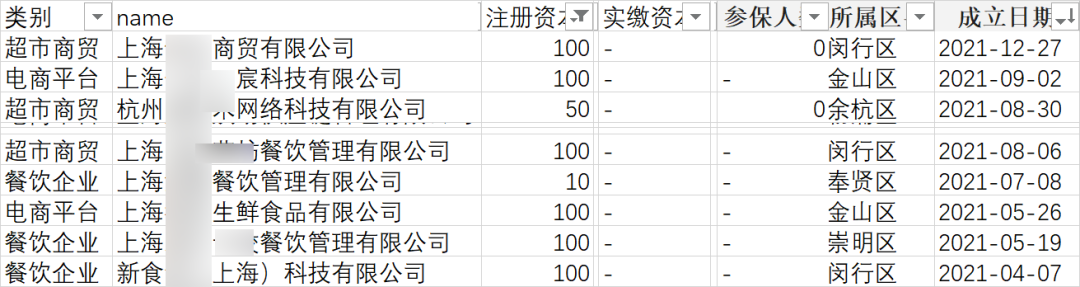 类别 name 注册资本 实缴资本 参保人 所属区 成立日期
超市商贸 上海 商贸有限公司 100 - 0 闵行区 2021-12-27
电商平台 上海 宸科技有限公司 100 - - 金山区 2021-09-02
超市商贸 杭州 网络科技有限公司 50 - 0 余杭区 2021-08-30
超市商贸 上海 坊餐饮管理有限公司 100 - - 闵行区 2021-08-06
餐饮企业 上海 餐饮管理有限公司 10 - - 奉贤区 2021-07-08
电商平台 上海 生鲜食品有限公司 100 - - 金山区 2021-05-26
餐饮企业 上海 餐饮管理有限公司 100 - - 崇明区 2021-05-19
餐饮企业 新食 上海）科技有限公司 100 - - 闵行区 2021-04-07